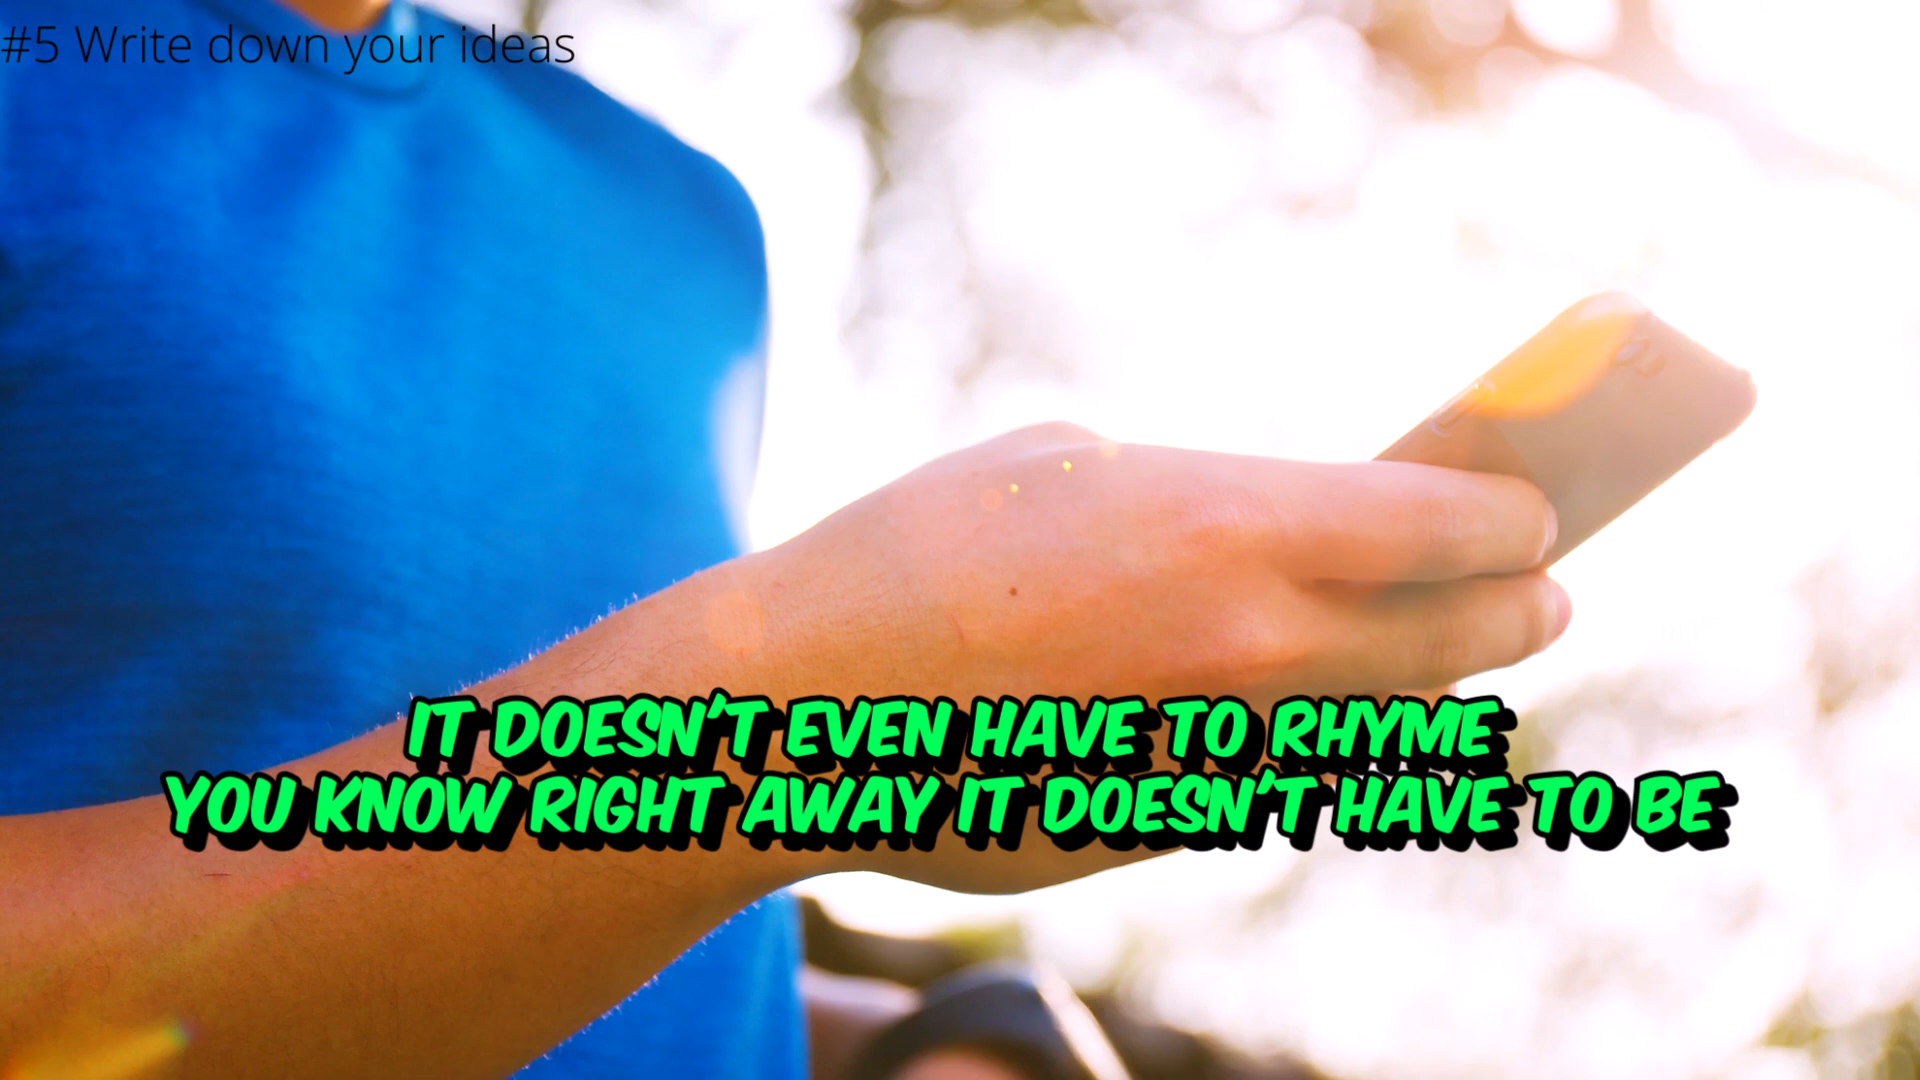 #5 Write down your ideas
IT DOESN'T EVEN HAVE TO RHYME
YOU KNOW RIGHT AWAY IT DOESN'T HAVE TO BE